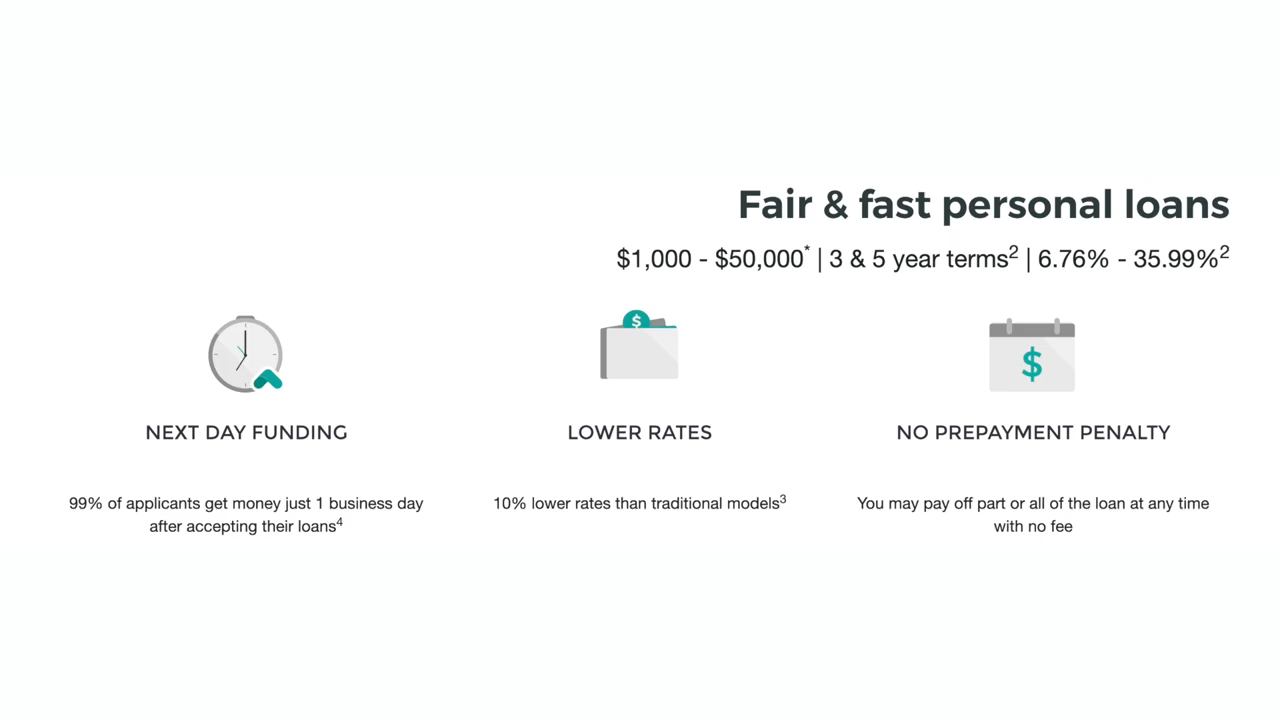 Fair & fast personal loans
$1,000 - $50,000* | 3 & 5 year terms2 | 6.76% - 35.99%2
$
$
NEXT DAY FUNDING
LOWER RATES
NO PREPAYMENT PENALTY
99% of applicants get money just 1 business day
after accepting their loans4
10% lower rates than traditional models3
You may pay off part or all of the loan at any time
with no fee